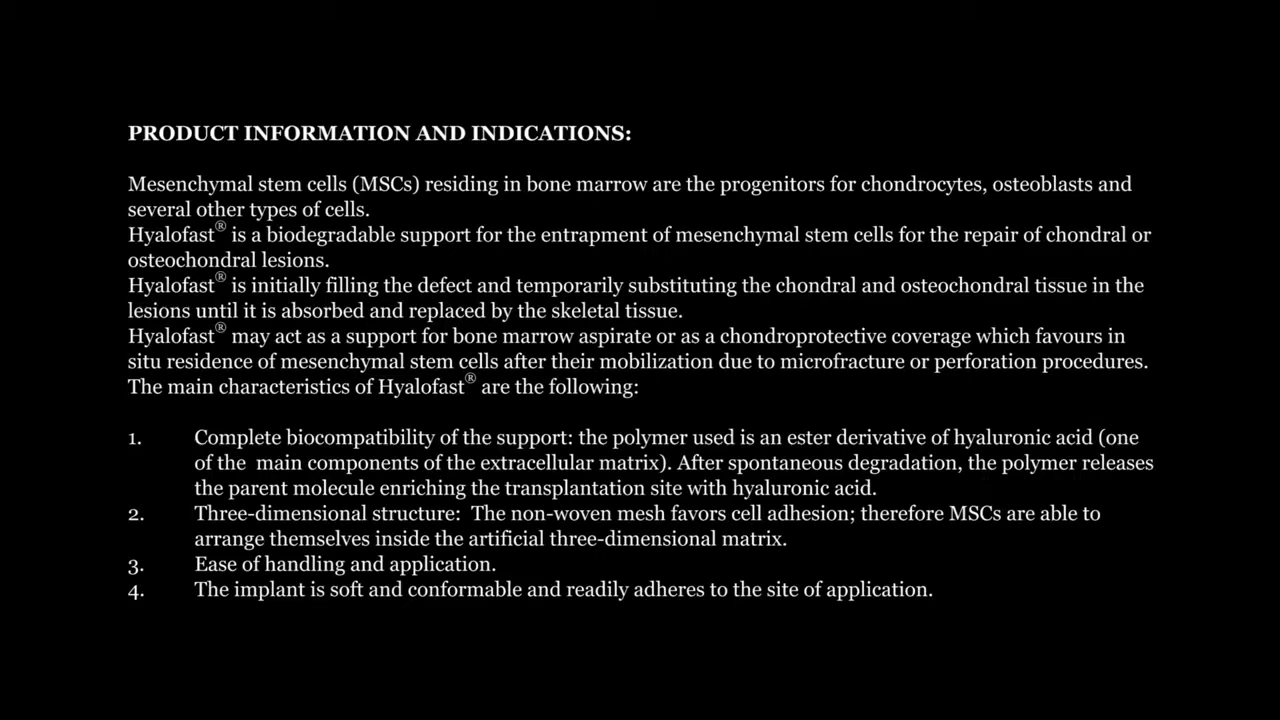 PRODUCT INFORMATION AND INDICATIONS:
Mesenchymal stem cells (MSCs) residing in bone marrow are the progenitors for chondrocytes, osteoblasts and
several other types of cells.
Hyalofast® is a biodegradable support for the entrapment of mesenchymal stem cells for the repair of chondral or
osteochondral lesions.
Hyalofast® is initially filling the defect and temporarily substituting the chondral and osteochondral tissue in the
lesions until it is absorbed and replaced by the skeletal tissue.
Hyalofast® may act as a support for bone marrow aspirate or as a chondroprotective coverage which favours in
situ residence of mesenchymal stem cells after their mobilization due to microfracture or perforation procedures.
The main characteristics of Hyalofast® are the following:
1. Complete biocompatibility of the support: the polymer used is an ester derivative of hyaluronic acid (one
of the  main components of the extracellular matrix). After spontaneous degradation, the polymer releases
the parent molecule enriching the transplantation site with hyaluronic acid.
2. Three-dimensional structure:  The non-woven mesh favors cell adhesion; therefore MSCs are able to
arrange themselves inside the artificial three-dimensional matrix.
3. Ease of handling and application.
4. The implant is soft and conformable and readily adheres to the site of application.